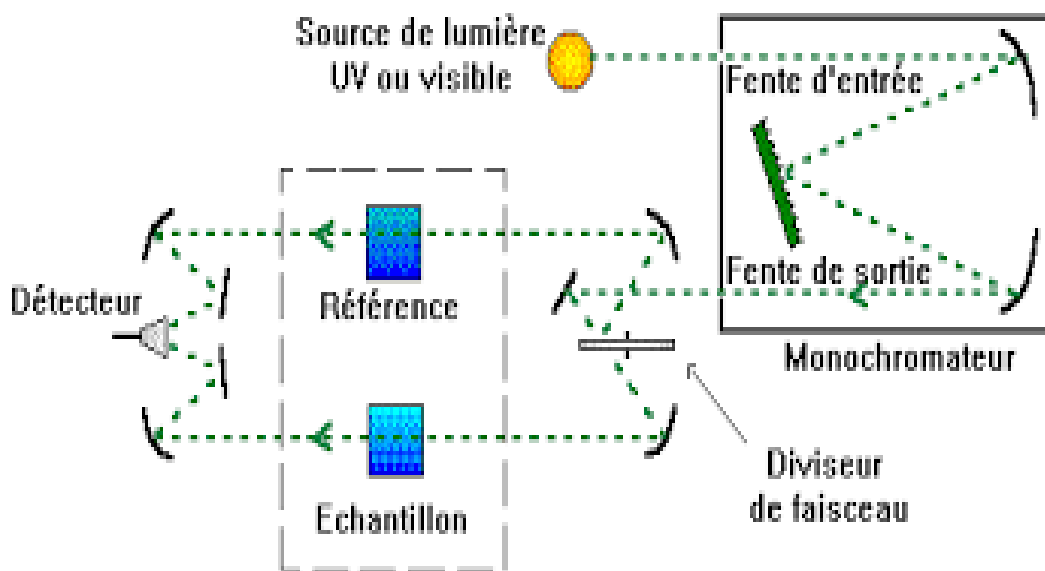 Source de lumière
UV ou visible
Fente d'entrée
Fente de sortie
Monochromateur
Détecteur
Référence
Echantillon
Diviseur
de faisceau